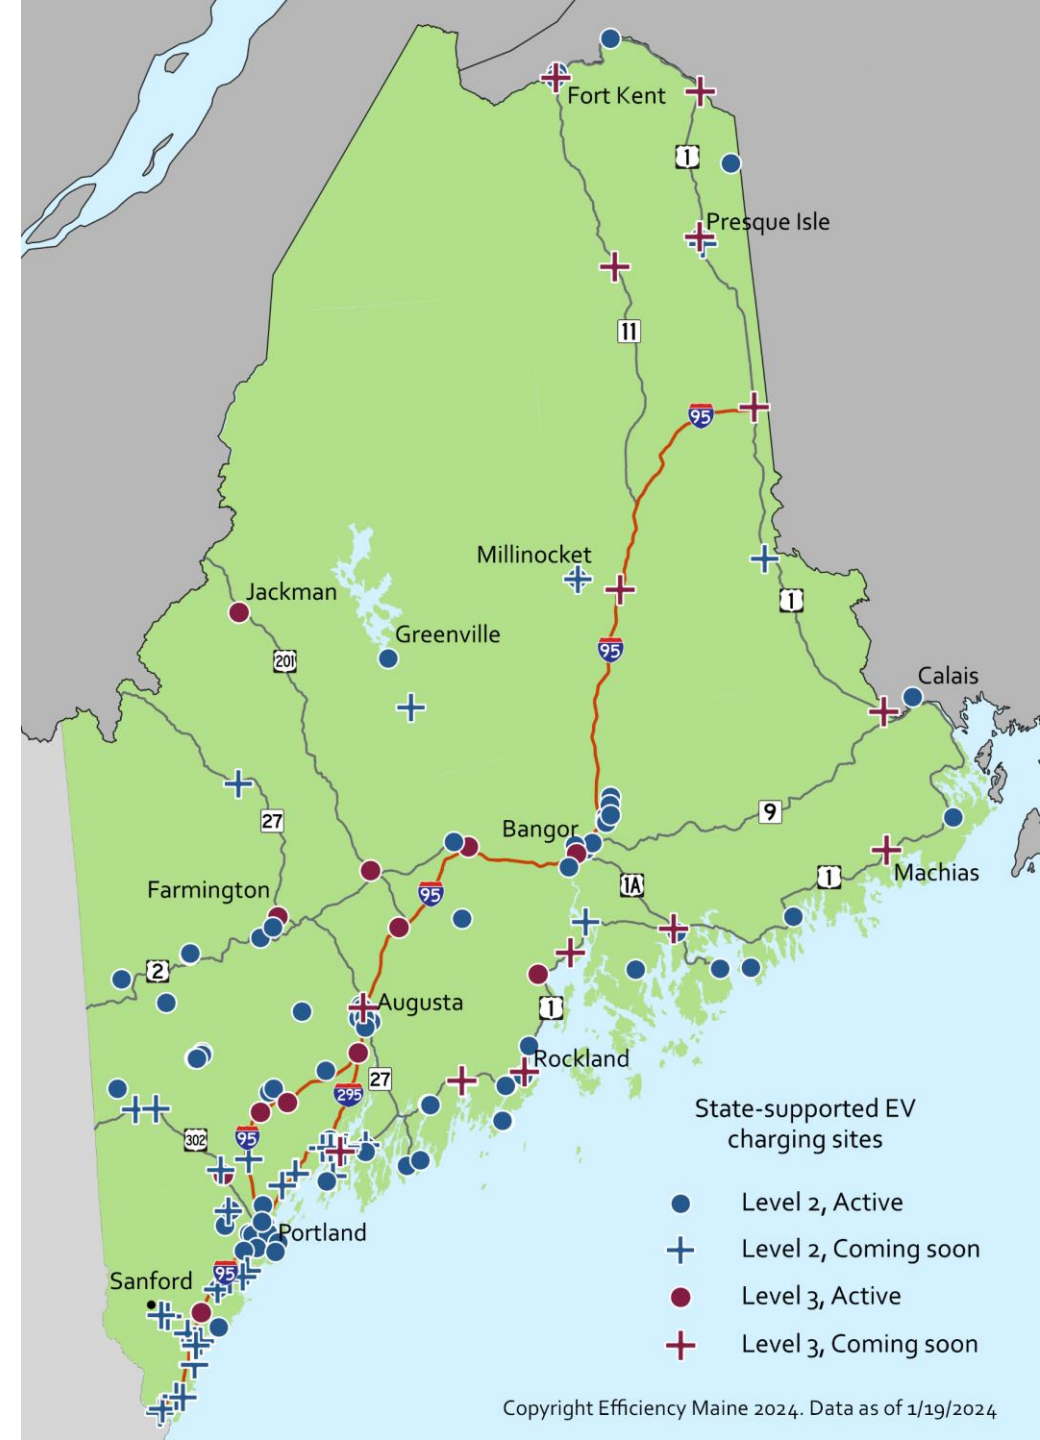 Fort Kent
1
Presque Isle
11
95
Millinocket
1
Jackman
Greenville
201
95
Calais
27
Bangor
9
Farmington
95
1A
1
Machias
2
Augusta
1
Rockland
27
295
302
95
Portland
95
Sanford
State-supported EV
charging sites
Level 2, Active
Level 2, Coming soon
Level 3, Active
Level 3, Coming soon
Copyright Efficiency Maine 2024. Data as of 1/19/2024